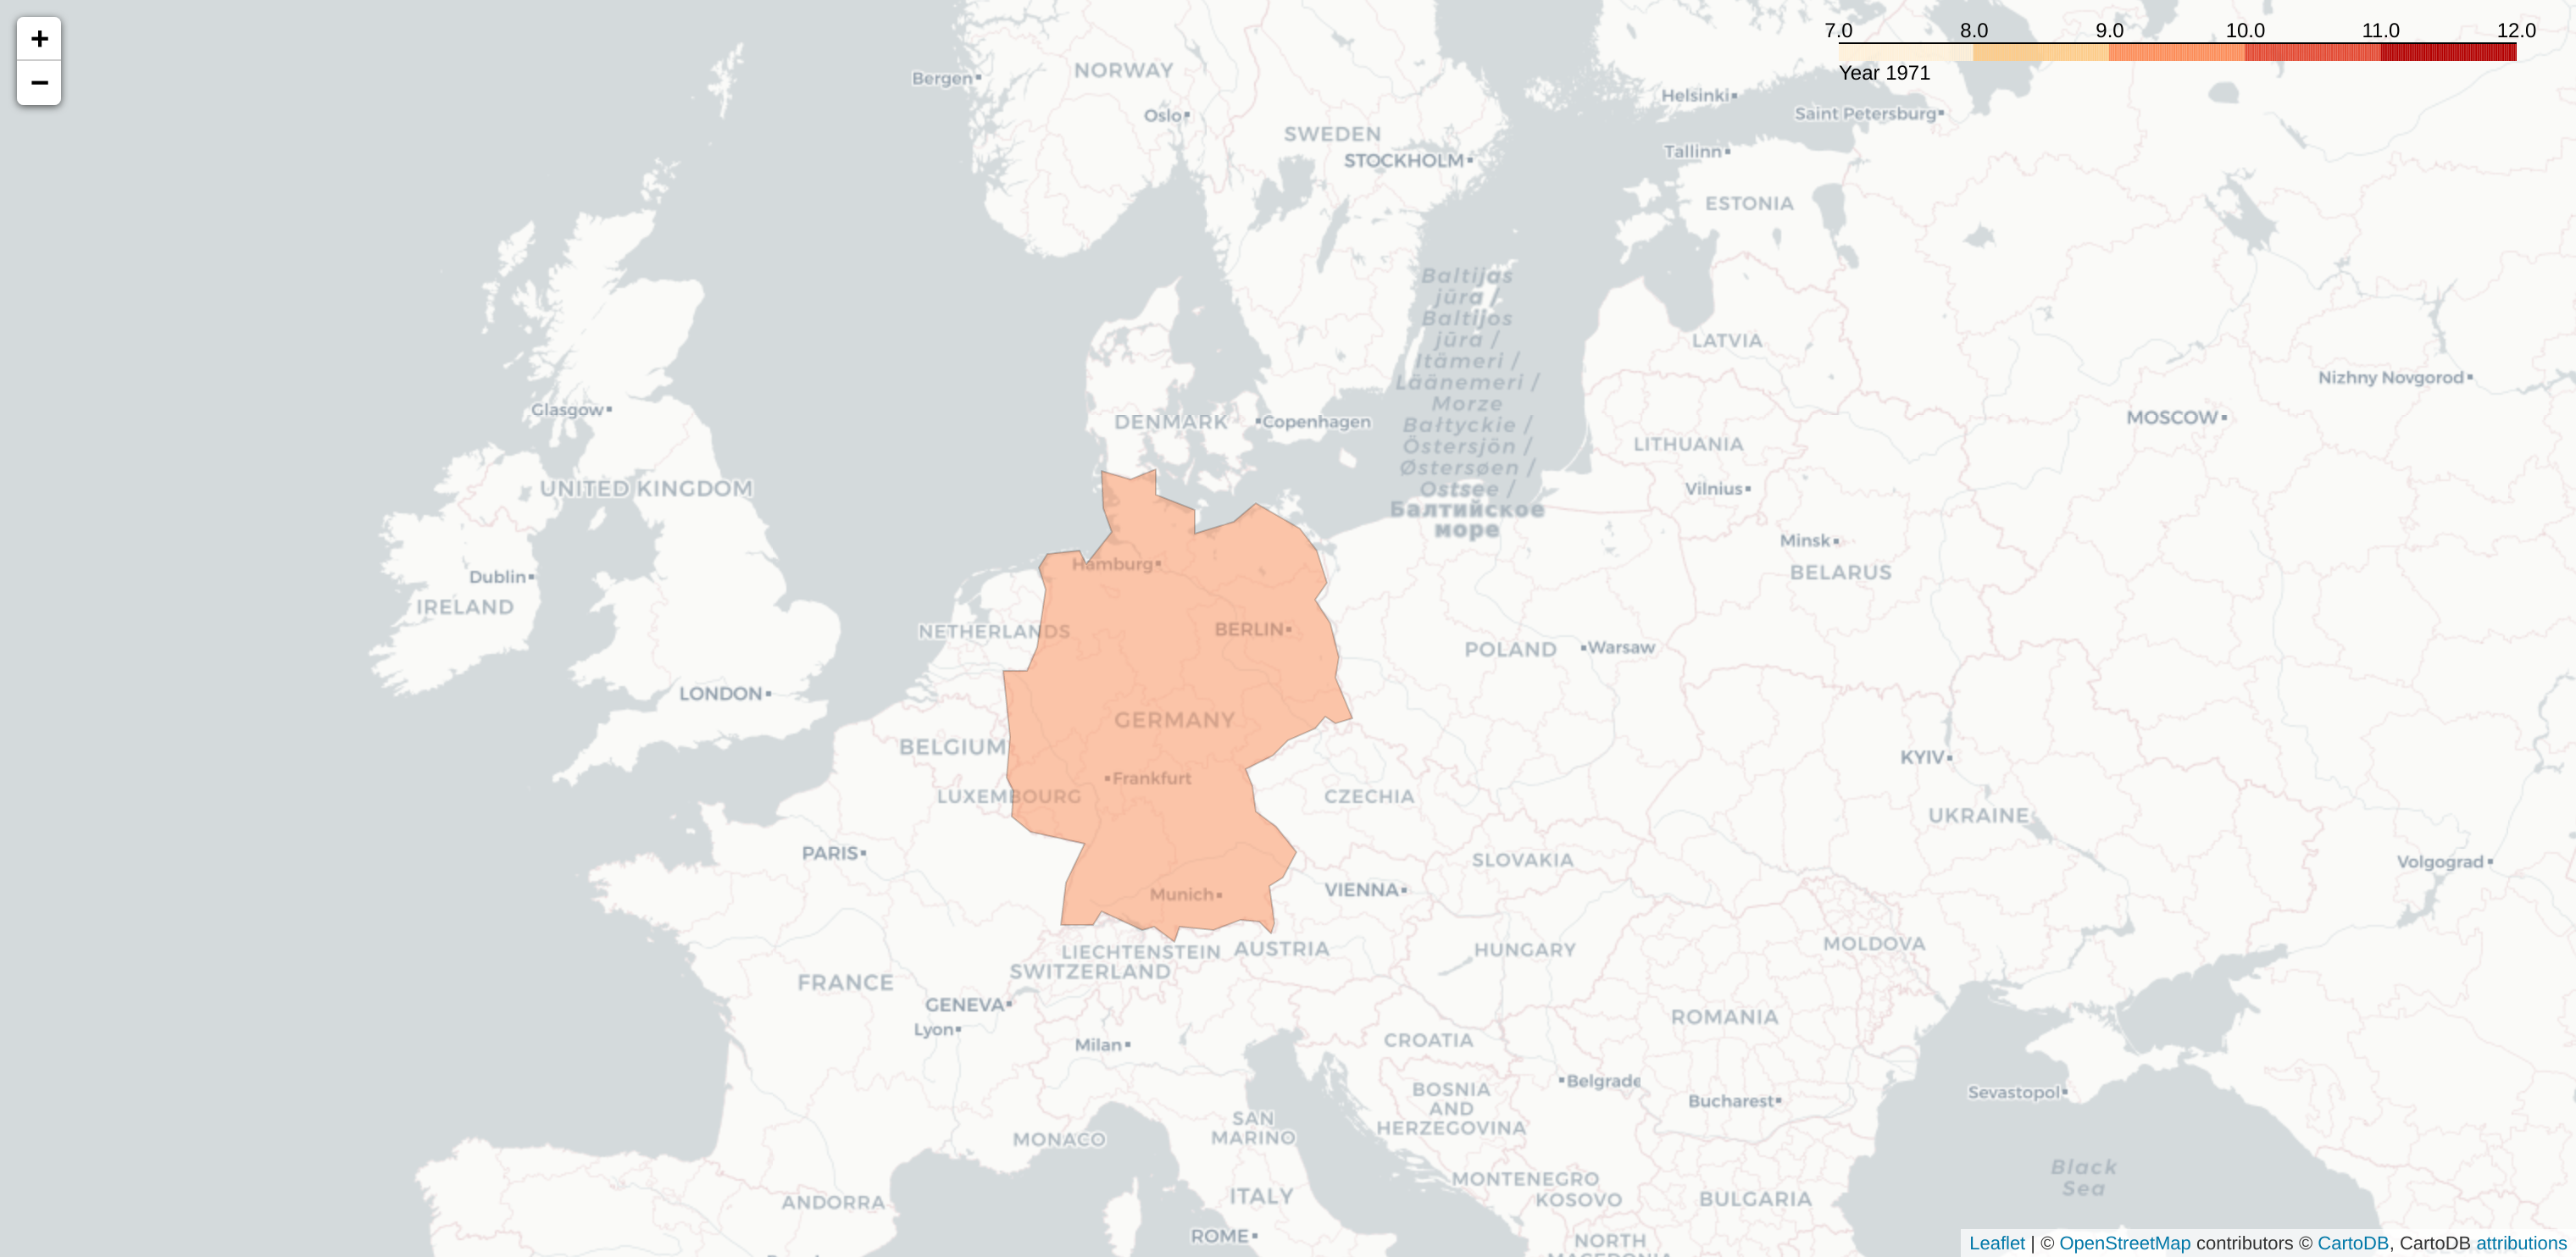 +
−
7.0 8.0 9.0 10.0 11.0 12.0
Year 1971
NORWAY
Bergen
Oslo
SWEDEN
STOCKHOLM
Helsinki
Saint Petersburg
Tallinn
ESTONIA
Baltijas
jūra /
Baltijos
jūra /
Itämeri /
Läänemeri /
Morze
Bałtyckie /
Östersjön /
Østersøen /
Ostsee /
Балтийское
море
LATVIA
Nizhny Novgorod
MOSCOW
Glasgow
DENMARK
Copenhagen
LITHUANIA
Vilnius
UNITED KINGDOM
Minsk
BELARUS
Hamburg
Dublin
IRELAND
NETHERLANDS
BERLIN
POLAND
Warsaw
LONDON
GERMANY
BELGIUM
KYIV
Frankfurt
LUXEMBOURG
CZECHIA
UKRAINE
PARIS
SLOVAKIA
Volgograd
Munich
VIENNA
LIECHTENSTEIN
AUSTRIA
HUNGARY
MOLDOVA
SWITZERLAND
FRANCE
GENEVA
Lyon
ROMANIA
Milan
CROATIA
Belgrade
BOSNIA
AND
HERZEGOVINA
Bucharest
Sevastopol
SAN
MARINO
MONACO
Black
Sea
MONTENEGRO
ITALY
KOSOVO
BULGARIA
ANDORRA
ROME
NORTH
MACEDONIA
Leaflet | © OpenStreetMap contributors © CartoDB, CartoDB attributions